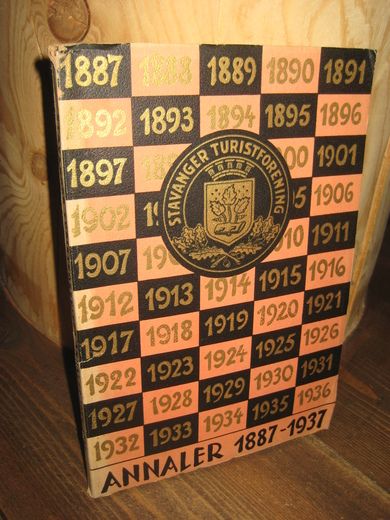 1887 1888 1889 1890 1891
1892 1893 1894 1895 1896
1897 1901
STAVANGER TURISTFORENING
1902 1906
1907 1911
1912 1913 1914 1915 1916
1917 1918 1919 1920 1921
1922 1923 1924 1925 1926
1927 1928 1929 1930 1931
1932 1933 1934 1935 1936
ANNALER 1887-1937